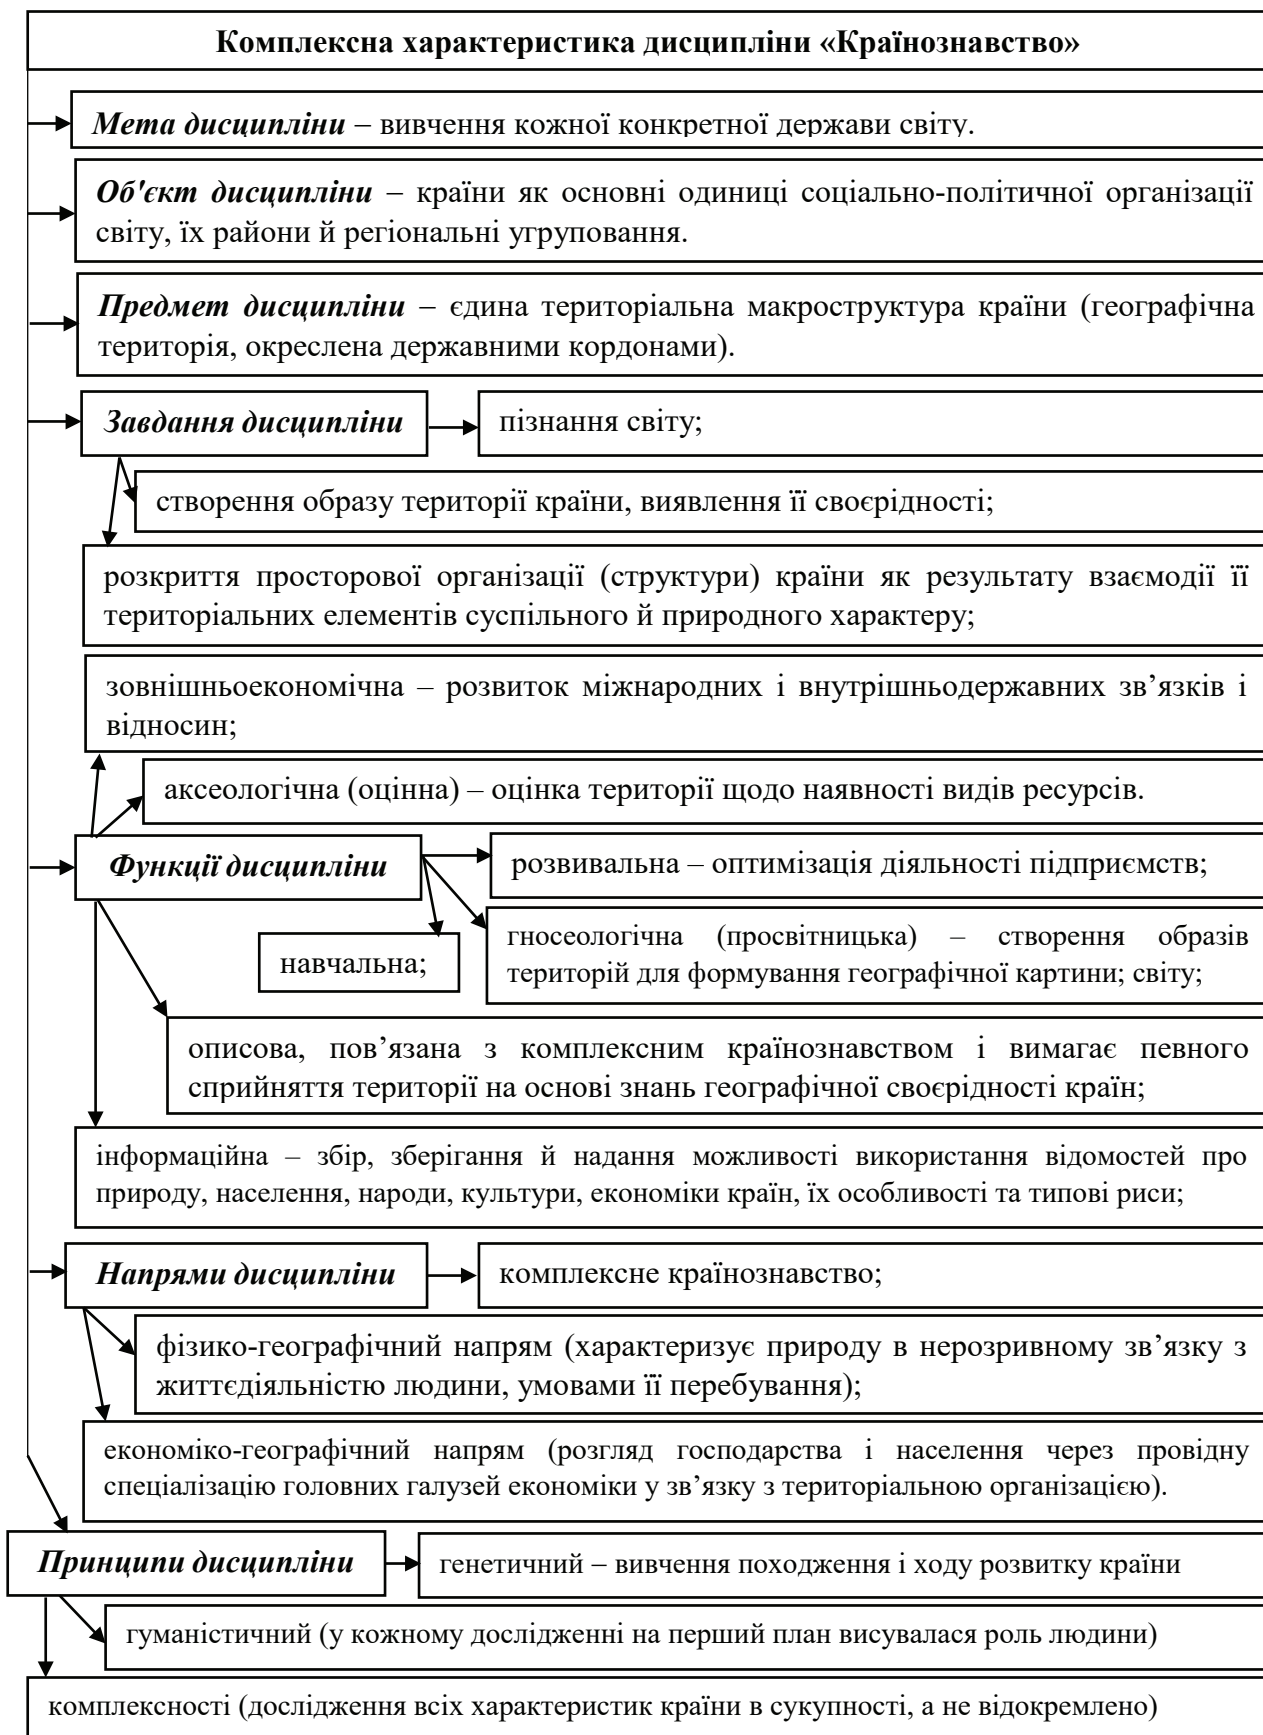 Комплексна характеристика дисципліни «Країнознавство»
Мета дисципліни – вивчення кожної конкретної держави світу.
Об'єкт дисципліни – країни як основні одиниці соціально-політичної організації
світу, їх райони й регіональні угруповання.
Предмет дисципліни – єдина територіальна макроструктура країни (географічна
територія, окреслена державними кордонами).
Завдання дисципліни
пізнання світу;
створення образу території країни, виявлення її своєрідності;
розкриття просторової організації (структури) країни як результату взаємодії її
територіальних елементів суспільного й природного характеру;
зовнішньоекономічна – розвиток міжнародних і внутрішньодержавних зв’язків і
відносин;
аксеологічна (оцінна) – оцінка території щодо наявності видів ресурсів.
Функції дисципліни
розвивальна – оптимізація діяльності підприємств;
гносеологічна (просвітницька) – створення образів
територій для формування географічної картини; світу;
навчальна;
описова, пов’язана з комплексним країнознавством і вимагає певного
сприйняття території на основі знань географічної своєрідності країн;
інформаційна – збір, зберігання й надання можливості використання відомостей про
природу, населення, народи, культури, економіки країн, їх особливості та типові риси;
Напрями дисципліни
комплексне країнознавство;
фізико-географічний напрям (характеризує природу в нерозривному зв’язку з
життєдіяльністю людини, умовами її перебування);
економіко-географічний напрям (розгляд господарства і населення через провідну
спеціалізацію головних галузей економіки у зв’язку з територіальною організацією).
Принципи дисципліни
генетичний – вивчення походження і ходу розвитку країни
гуманістичний (у кожному дослідженні на перший план висувалася роль людини)
комплексності (дослідження всіх характеристик країни в сукупності, а не відокремлено)